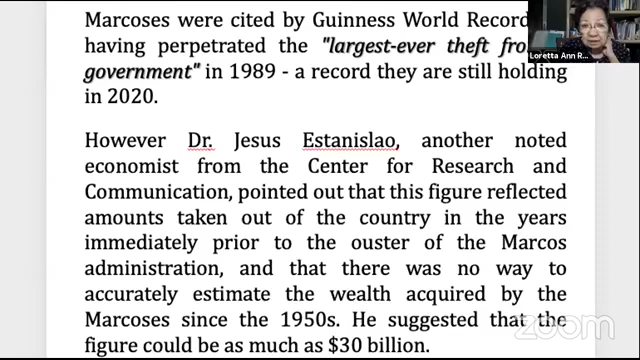 Marcoses were cited by Guinness World Record
having perpetrated the "largest-ever theft from
government" in 1989 - a record they are still holding
in 2020.
However Dr. Jesus Estanislao, another noted
economist from the Center for Research and
Communication, pointed out that this figure reflected
amounts taken out of the country in the years
immediately prior to the ouster of the Marcos
administration, and that there was no way to
accurately estimate the wealth acquired by the
Marcoses since the 1950s. He suggested that the
figure could be as much as $30 billion.
Loretta Ann R...
zoom